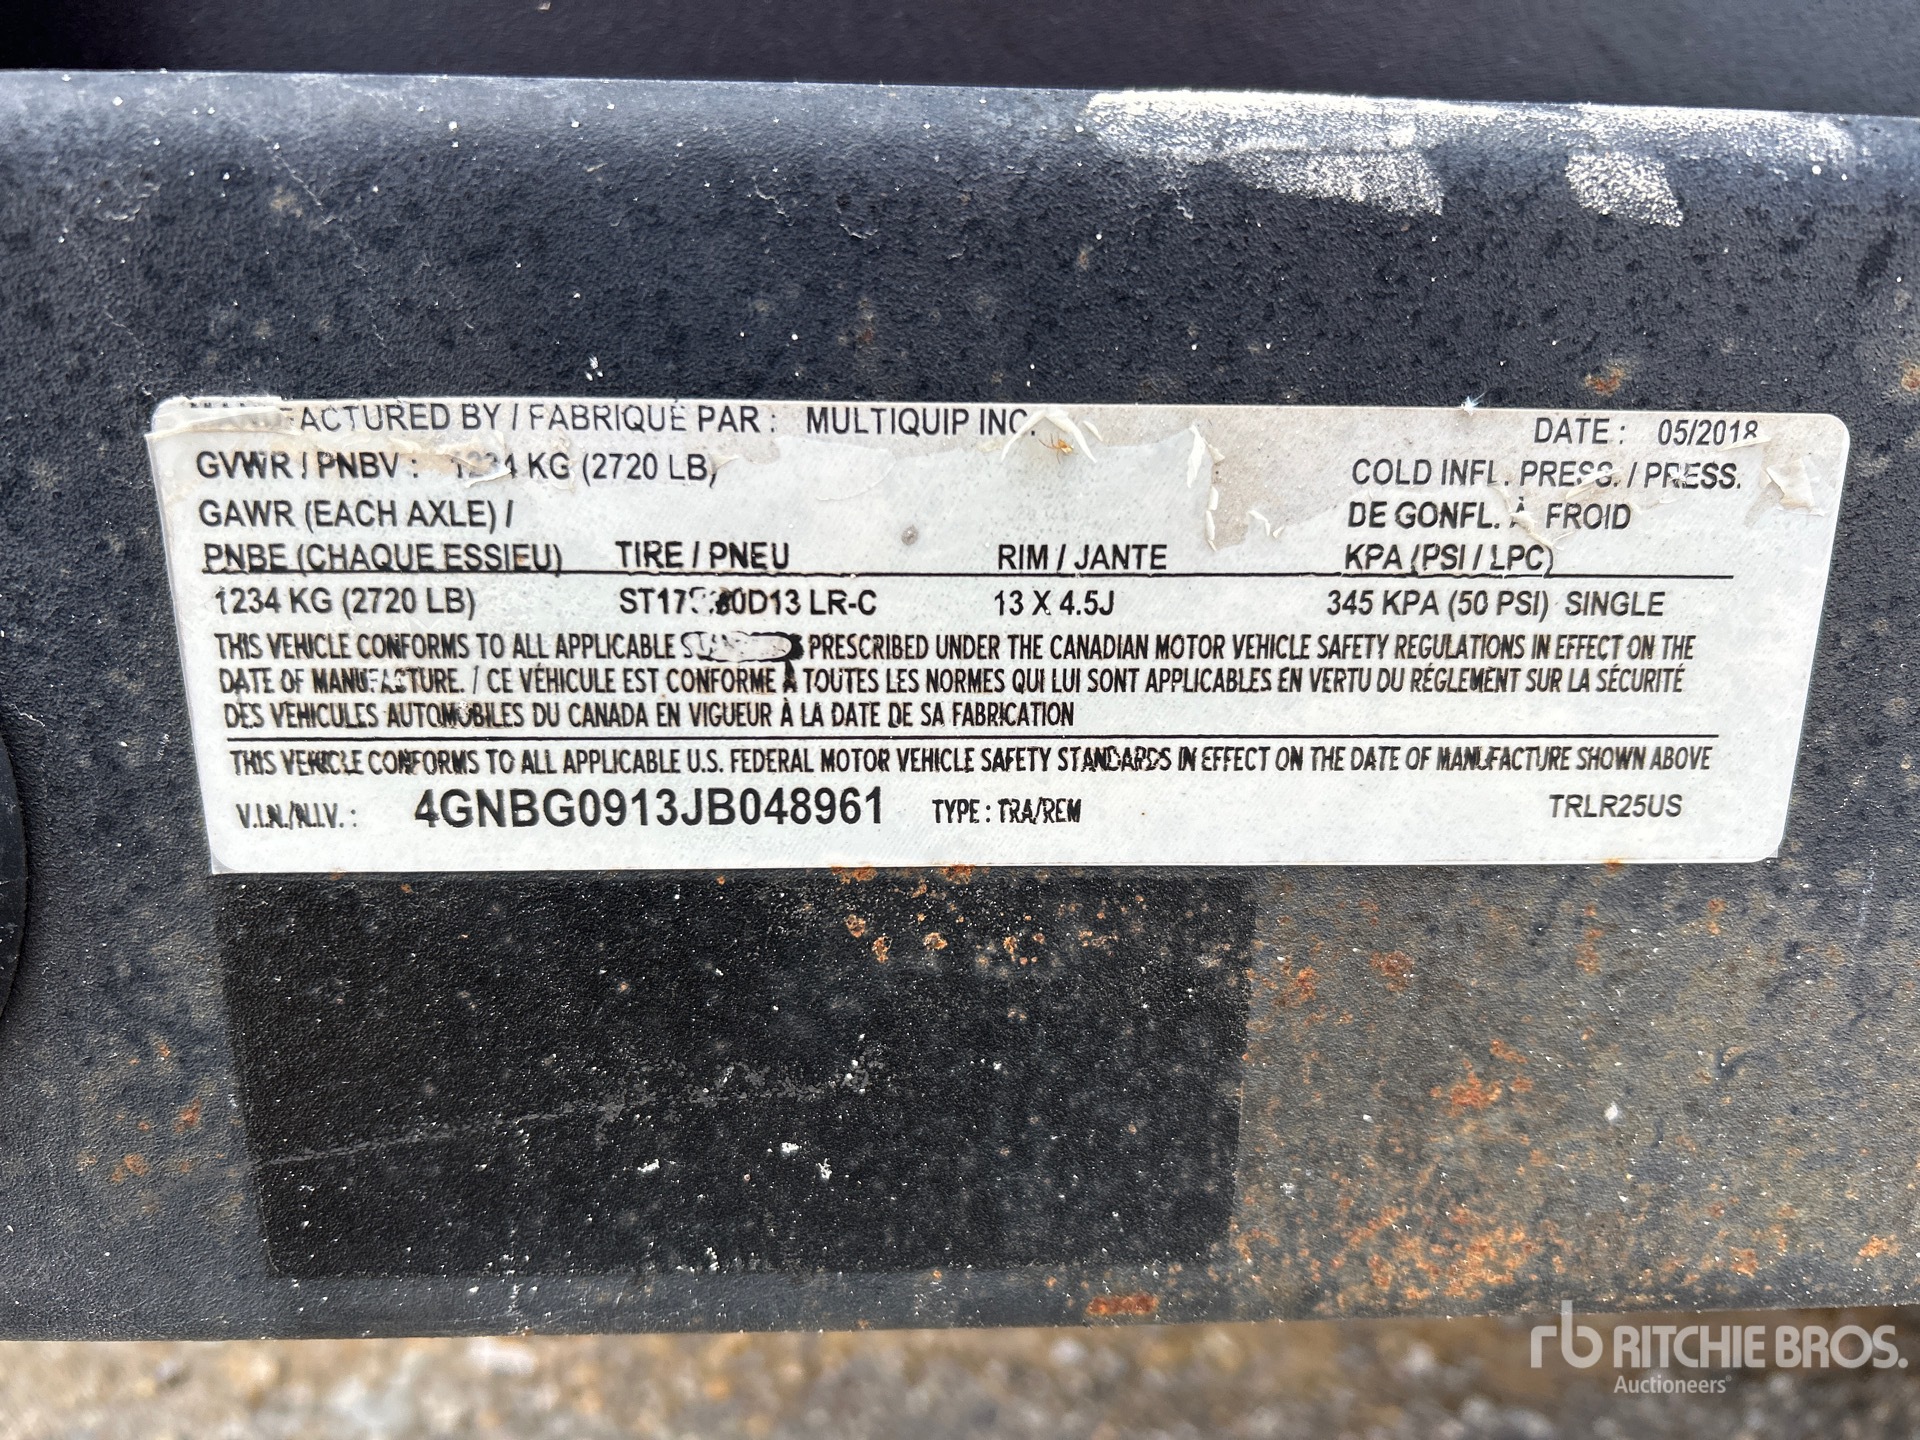 MANUFACTURED BY / FABRIQUÉ PAR : MULTIQUIP INC. DATE : 05/2018
GVWR / PNBV : 1234 KG (2720 LB) COLD INFL. PRESS. / PRESS.
GAWR (EACH AXLE) / DE GONFL. À FROID
PNBE (CHAQUE ESSIEU) TIRE / PNEU RIM / JANTE KPA (PSI / LPC)
1234 KG (2720 LB) LR-C 13 X 4.5J 345 KPA (50 PSI) SINGLE
THIS VEHICLE CONFORMS TO ALL APPLICABLE PRESCRIBED UNDER THE CANADIAN MOTOR VEHICLE SAFETY REGULATIONS IN EFFECT ON THE
DATE OF MANUFACTURE. / CE VÉHICULE EST CONFORME À TOUTES LES NORMES QUI LUI SONT APPLICABLES EN VERTU DU RÉGLEMENT SUR LA SÉCURITÉ
DES VÉHICULES AUTOMOBILES DU CANADA EN VIGUEUR À LA DATE DE SA FABRICATION
THIS VEHICLE CONFORMS TO ALL APPLICABLE U.S. FEDERAL MOTOR VEHICLE SAFETY STANDARDS IN EFFECT ON THE DATE OF MANUFACTURE SHOWN ABOVE
V.I.N./N.I.V. : 4GNBG0913JB048961 TYPE : TRA/REM TRLR25US
rb RITCHIE BROS.
Auctioneers